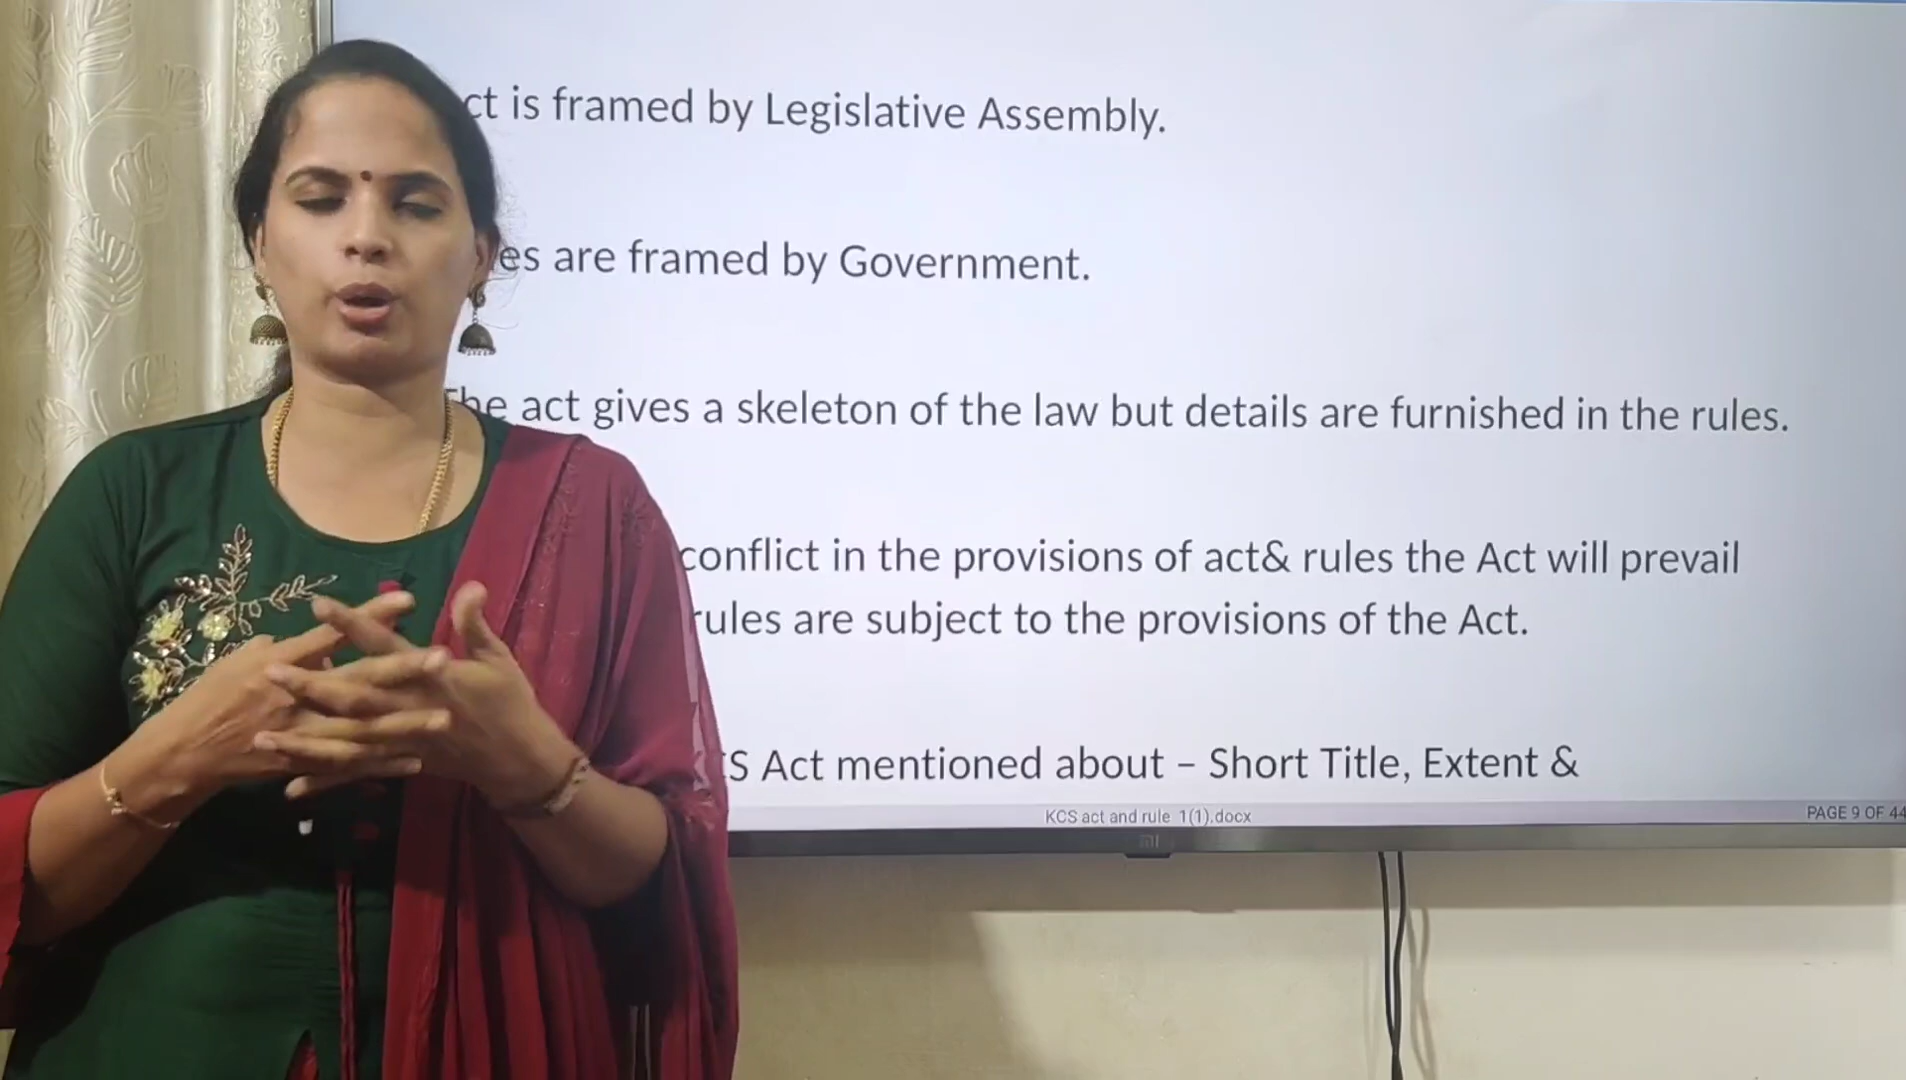 ct is framed by Legislative Assembly.
es are framed by Government.
The act gives a skeleton of the law but details are furnished in the rules.
conflict in the provisions of act& rules the Act will prevail
rules are subject to the provisions of the Act.
S Act mentioned about – Short Title, Extent &
KCS act and rule 1(1).docx
PAGE 9 OF 44
mi